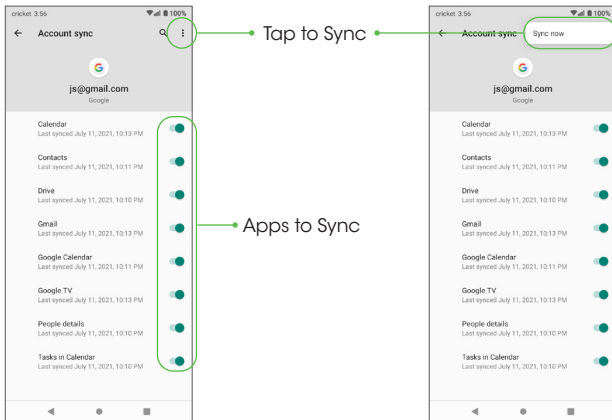 cricket 3:56 100%
Account sync
G
js@gmail.com
Google
Calendar
Last synced July 11, 2021, 10:13 PM
Contacts
Last synced July 11, 2021, 10:11 PM
Drive
Last synced July 11, 2021, 10:10 PM
Gmail
Last synced July 11, 2021, 10:13 PM
Google Calendar
Last synced July 11, 2021, 10:11 PM
Google TV
Last synced July 11, 2021, 10:13 PM
People details
Last synced July 11, 2021, 10:10 PM
Tasks in Calendar
Last synced July 11, 2021, 10:10 PM
Tap to Sync
Apps to Sync
cricket 3:56 100%
Account sync Sync now
G
js@gmail.com
Google
Calendar
Last synced July 11, 2021, 10:13 PM
Contacts
Last synced July 11, 2021, 10:11 PM
Drive
Last synced July 11, 2021, 10:10 PM
Gmail
Last synced July 11, 2021, 10:13 PM
Google Calendar
Last synced July 11, 2021, 10:11 PM
Google TV
Last synced July 11, 2021, 10:13 PM
People details
Last synced July 11, 2021, 10:10 PM
Tasks in Calendar
Last synced July 11, 2021, 10:10 PM